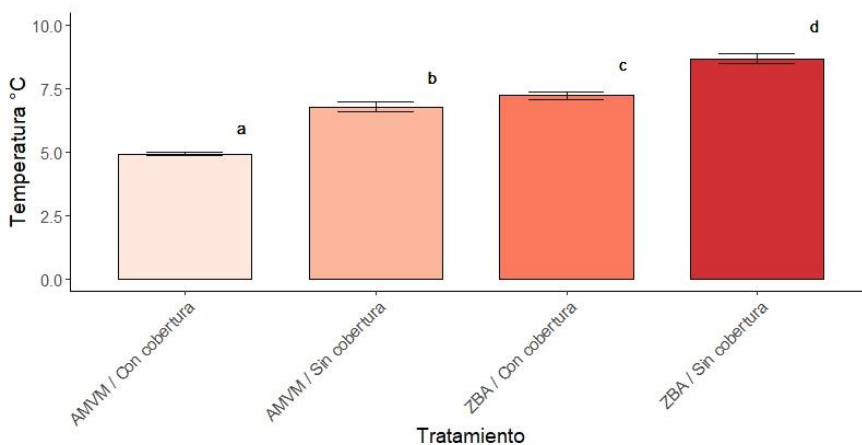 Temperatura °C
10.0
7.5
5.0
2.5
0.0
a
b
c
d
AMVM / Con cobertura
AMVM / Sin cobertura
ZBA / Con cobertura
ZBA / Sin cobertura
Tratamiento